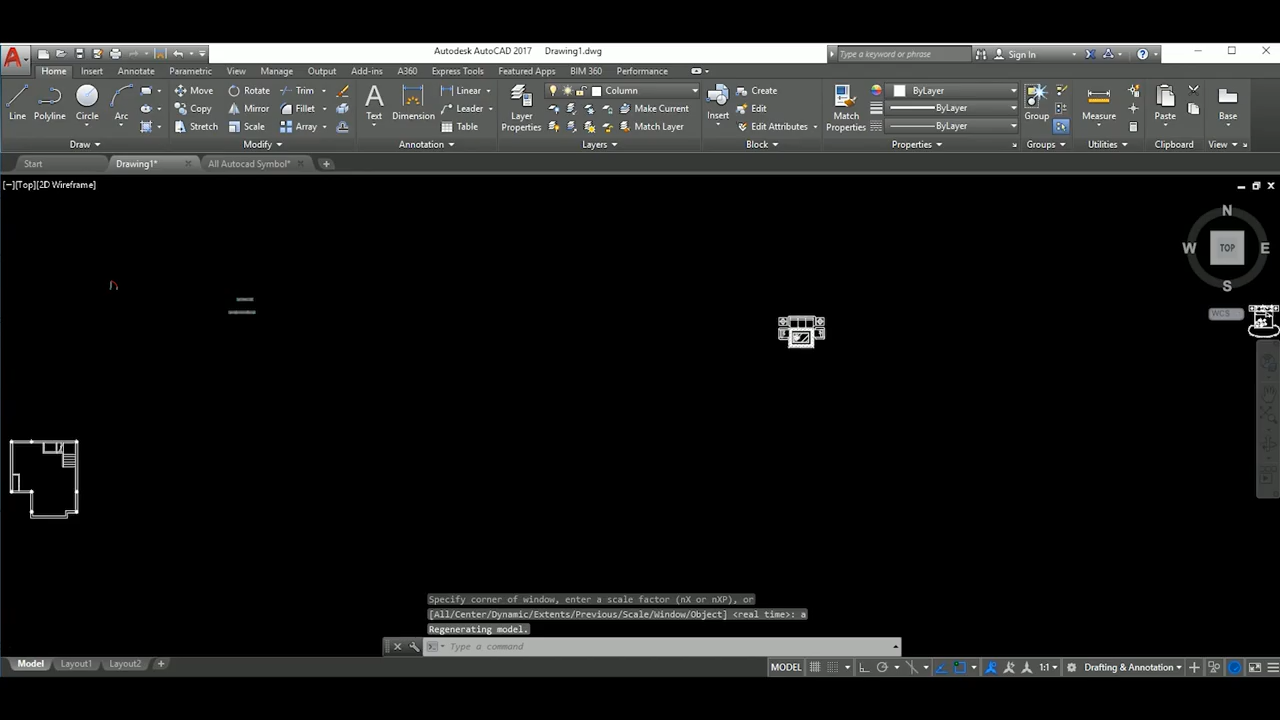 Autodesk AutoCAD 2017 Drawing1.dwg
Type a keyword or phrase
Sign In
Home Insert Annotate Parametric View Manage Output Add-ins A360 Express Tools Featured Apps BIM 360 Performance
Line Polyline Circle Arc
Move Rotate Trim
Copy Mirror Fillet
Stretch Scale Array
Text Dimension
Linear
Leader
Table
Layer Properties
Column
Make Current
Match Layer
Insert
Create
Edit
Edit Attributes
Match Properties
ByLayer
ByLayer
ByLayer
Group
Measure
Paste
Base
Draw Modify Annotation Layers Block Properties Groups Utilities Clipboard View
Start Drawing1* All Autocad Symbol*
[−][Top][2D Wireframe]
N
W TOP E
S
WCS
Specify corner of window, enter a scale factor (nX or nXP), or
[All/Center/Dynamic/Extents/Previous/Scale/Window/Object] <real time>: a
Regenerating model.
Type a command
Model Layout1 Layout2
MODEL 1:1 Drafting & Annotation